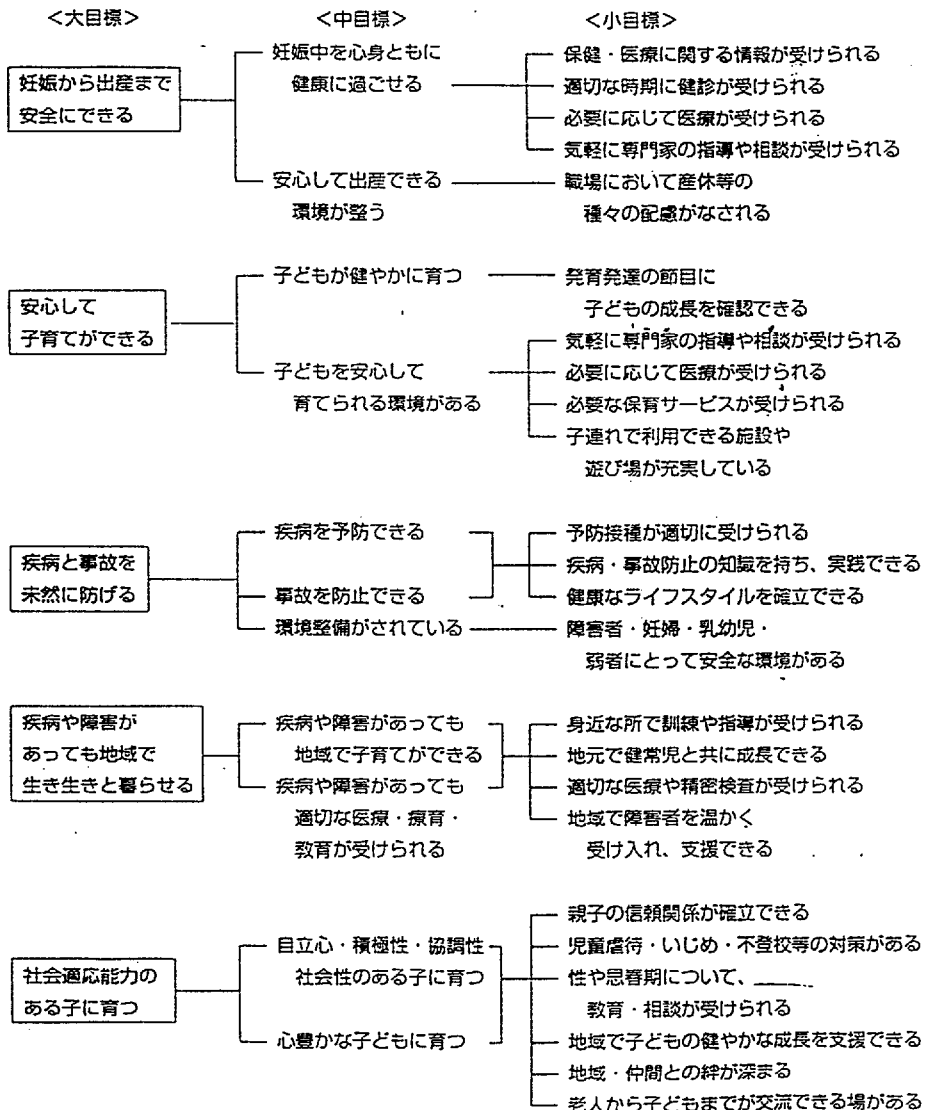 <大目標>
<中目標>
<小目標>
妊娠から出産まで
安全にできる
妊娠中を心身ともに
健康に過ごせる
保健・医療に関する情報が受けられる
適切な時期に健診が受けられる
必要に応じて医療が受けられる
気軽に専門家の指導や相談が受けられる
安心して出産できる
環境が整う
職場において産休等の
種々の配慮がなされる
安心して
子育てができる
子どもが健やかに育つ
発育発達の節目に
子どもの成長を確認できる
子どもを安心して
育てられる環境がある
気軽に専門家の指導や相談が受けられる
必要に応じて医療が受けられる
必要な保育サービスが受けられる
子連れで利用できる施設や
遊び場が充実している
疾病と事故を
未然に防げる
疾病を予防できる
事故を防止できる
予防接種が適切に受けられる
疾病・事故防止の知識を持ち、実践できる
健康なライフスタイルを確立できる
環境整備がされている
障害者・妊婦・乳幼児・
弱者にとって安全な環境がある
疾病や障害が
あっても地域で
生き生きと暮らせる
疾病や障害があっても
地域で子育てができる
疾病や障害があっても
適切な医療・療育・
教育が受けられる
身近な所で訓練や指導が受けられる
地元で健常児と共に成長できる
適切な医療や精密検査が受けられる
地域で障害者を温かく
受け入れ、支援できる
社会適応能力の
ある子に育つ
自立心・積極性・協調性
社会性のある子に育つ
心豊かな子どもに育つ
親子の信頼関係が確立できる
児童虐待・いじめ・不登校等の対策がある
性や思春期について、
教育・相談が受けられる
地域で子どもの健やかな成長を支援できる
地域・仲間との絆が深まる
老人から子どもまでが交流できる場がある